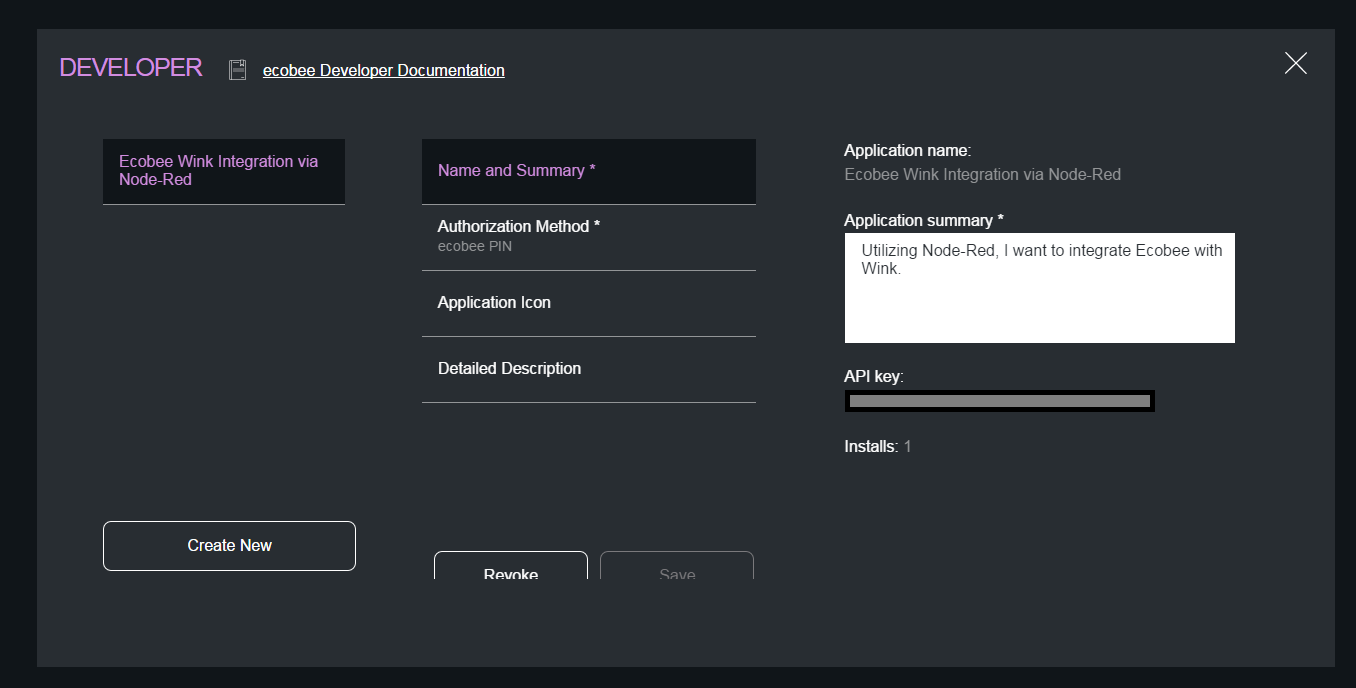 DEVELOPER
ecobee Developer Documentation
Ecobee Wink Integration via
Node-Red
Create New
Name and Summary *
Authorization Method *
ecobee PIN
Application Icon
Detailed Description
Revoke
Save
Application name:
Ecobee Wink Integration via Node-Red
Application summary *
Utilizing Node-Red, I want to integrate Ecobee with
Wink.
API key:
Installs: 1